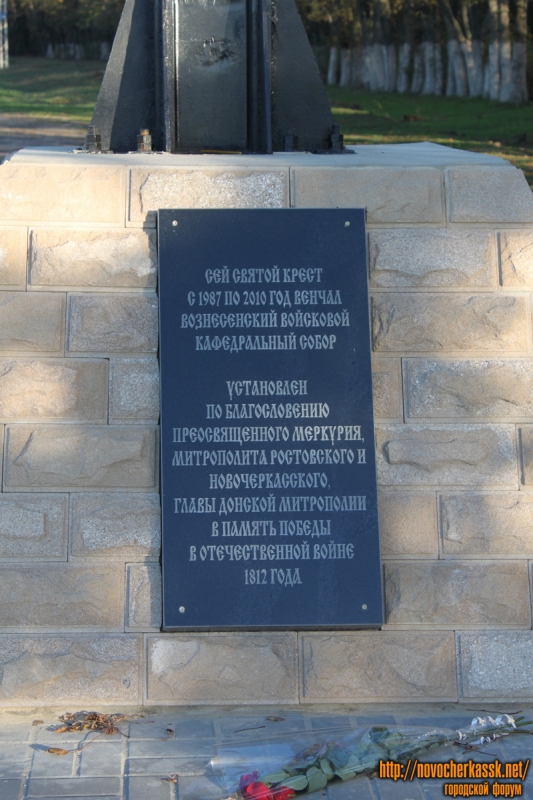 СЕЙ СВЯТОЙ КРЕСТ
С 1987 ПО 2010 ГОД ВЕНЧАЛ
ВОЗНЕСЕНСКИЙ ВОЙСКОВОЙ
КАФЕДРАЛЬНЫЙ СОБОР
УСТАНОВЛЕН
ПО БЛАГОСЛОВЕНИЮ
ПРЕОСВЯЩЕННОГО МЕРКУРИЯ,
МИТРОПОЛИТА РОСТОВСКОГО И
НОВОЧЕРКАССКОГО,
ГЛАВЫ ДОНСКОЙ МИТРОПОЛИИ
В ПАМЯТЬ ПОБЕДЫ
В ОТЕЧЕСТВЕННОЙ ВОЙНЕ
1812 ГОДА
http://novocherkassk.net/
городской форум